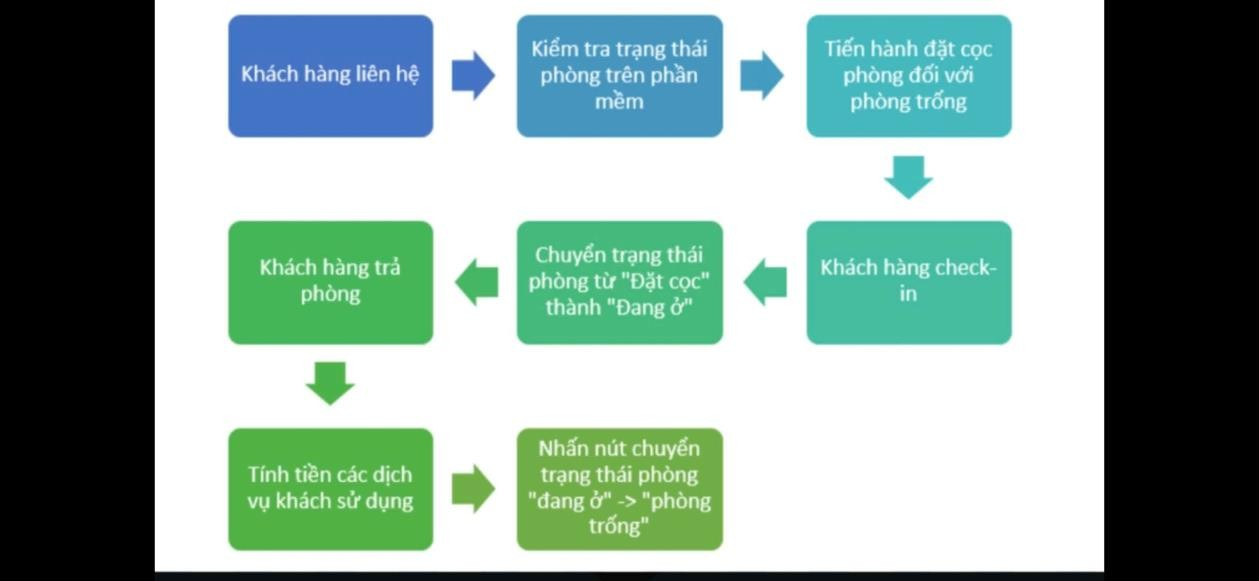 Khách hàng liên hệ
Kiểm tra trạng thái
phòng trên phần
mềm
Tiến hành đặt cọc
phòng đối với
phòng trống
Khách hàng check-
in
Chuyển trạng thái
phòng từ "Đặt cọc"
thành "Đang ở"
Khách hàng trả
phòng
Tính tiền các dịch
vụ khách sử dụng
Nhấn nút chuyển
trạng thái phòng
"đang ở" -> "phòng
trống"